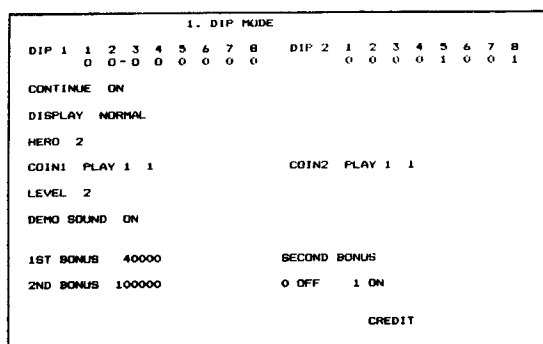 1. DIP MODE
DIP 1 1 2 3 4 5 6 7 8 DIP 2 1 2 3 4 5 6 7 8
0 0-0 0 0 0 0 0 0 0 0 0 1 0 0 1
CONTINUE ON
DISPLAY NORMAL
HERO 2
COIN1 PLAY 1 1 COIN2 PLAY 1 1
LEVEL 2
DEMO SOUND ON
1ST BONUS 40000 SECOND BONUS
2ND BONUS 100000 0 OFF 1 ON
CREDIT